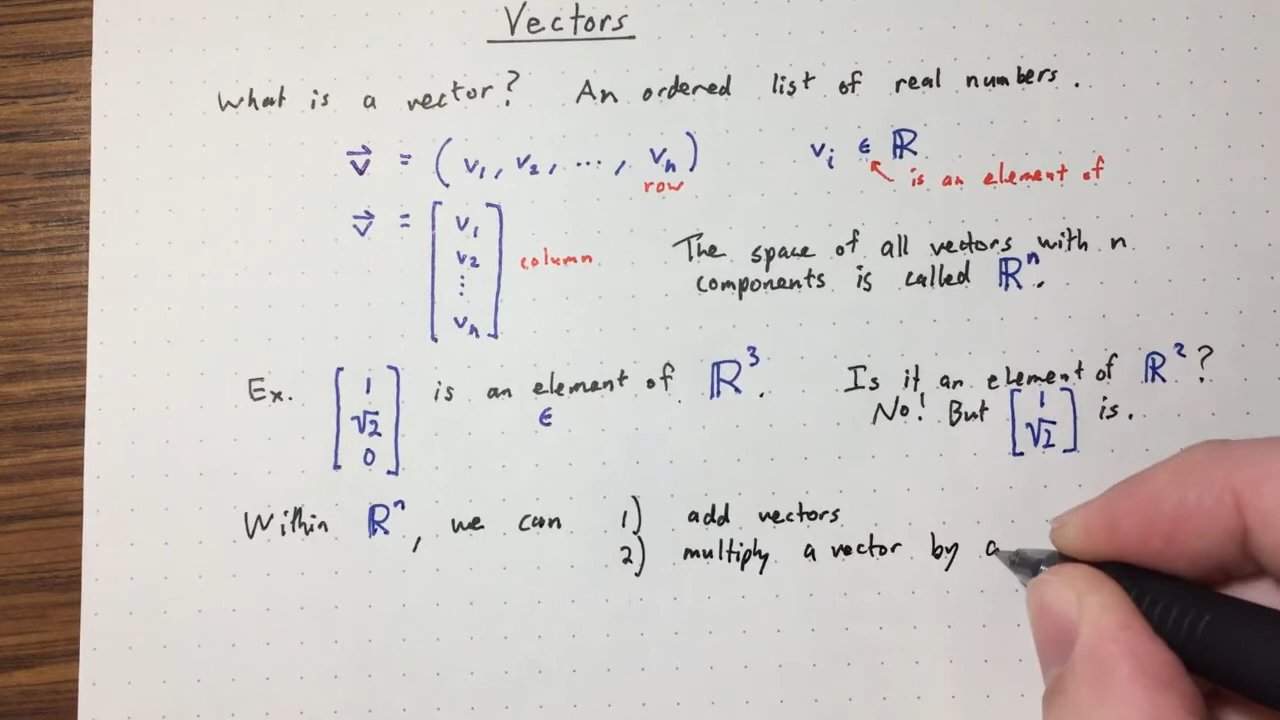 Vectors
What is a vector? An ordered list of real numbers.
v⃗ = (v₁, v₂, ..., vₙ) vᵢ ∈ ℝ
row
is an element of
v⃗ = [v₁ v₂ ⋮ vₙ] column
The space of all vectors with n
components is called ℝⁿ.
Ex. [1 √2 0] is an element of ℝ³.
∈
Is it an element of ℝ²?
No! But [1 √2] is.
Within ℝⁿ, we can 1) add vectors
2) multiply a vector by a